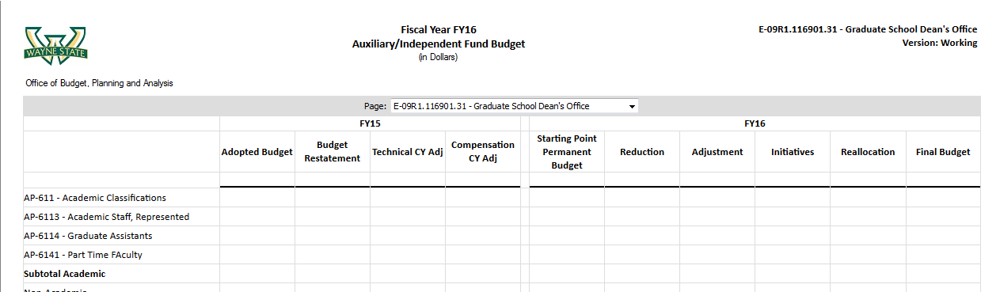 WAYNE STATE
Fiscal Year FY16
Auxiliary/Independent Fund Budget
(in Dollars)
E-09R1.116901.31 - Graduate School Dean's Office
Version: Working
Office of Budget, Planning and Analysis
Page: E-09R1.116901.31 - Graduate School Dean's Office
FY15 FY16
Adopted Budget Budget Restatement Technical CY Adj Compensation CY Adj Starting Point Permanent Budget Reduction Adjustment Initiatives Reallocation Final Budget
AP-611 - Academic Classifications
AP-6113 - Academic Staff, Represented
AP-6114 - Graduate Assistants
AP-6141 - Part Time FAculty
Subtotal Academic